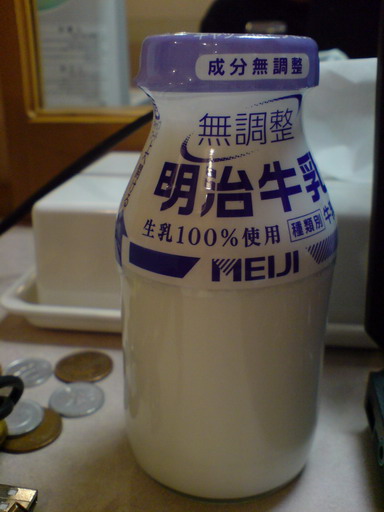 成分無調整
無調整
明治牛乳
生乳100%使用
種類別 牛
MEIJI